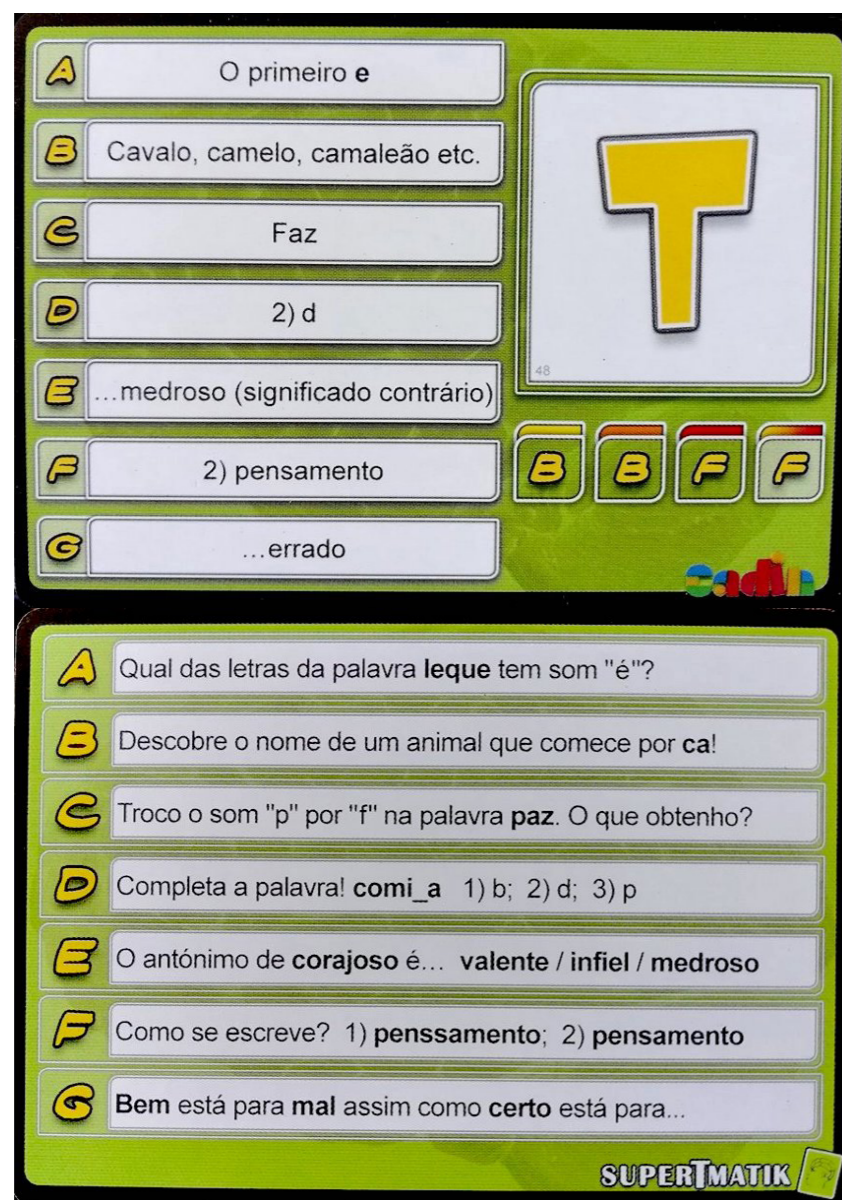 A O primeiro e
B Cavalo, camelo, camaleão etc.
C Faz
D 2) d
E ...medroso (significado contrário)
F 2) pensamento
G ...errado
T
48
B B F F
cadin
A Qual das letras da palavra leque tem som "é"?
B Descobre o nome de um animal que comece por ca!
C Troco o som "p" por "f" na palavra paz. O que obtenho?
D Completa a palavra! comi_a 1) b; 2) d; 3) p
E O antónimo de corajoso é... valente / infiel / medroso
F Como se escreve? 1) penssamento; 2) pensamento
G Bem está para mal assim como certo está para...
SUPERTMATIK